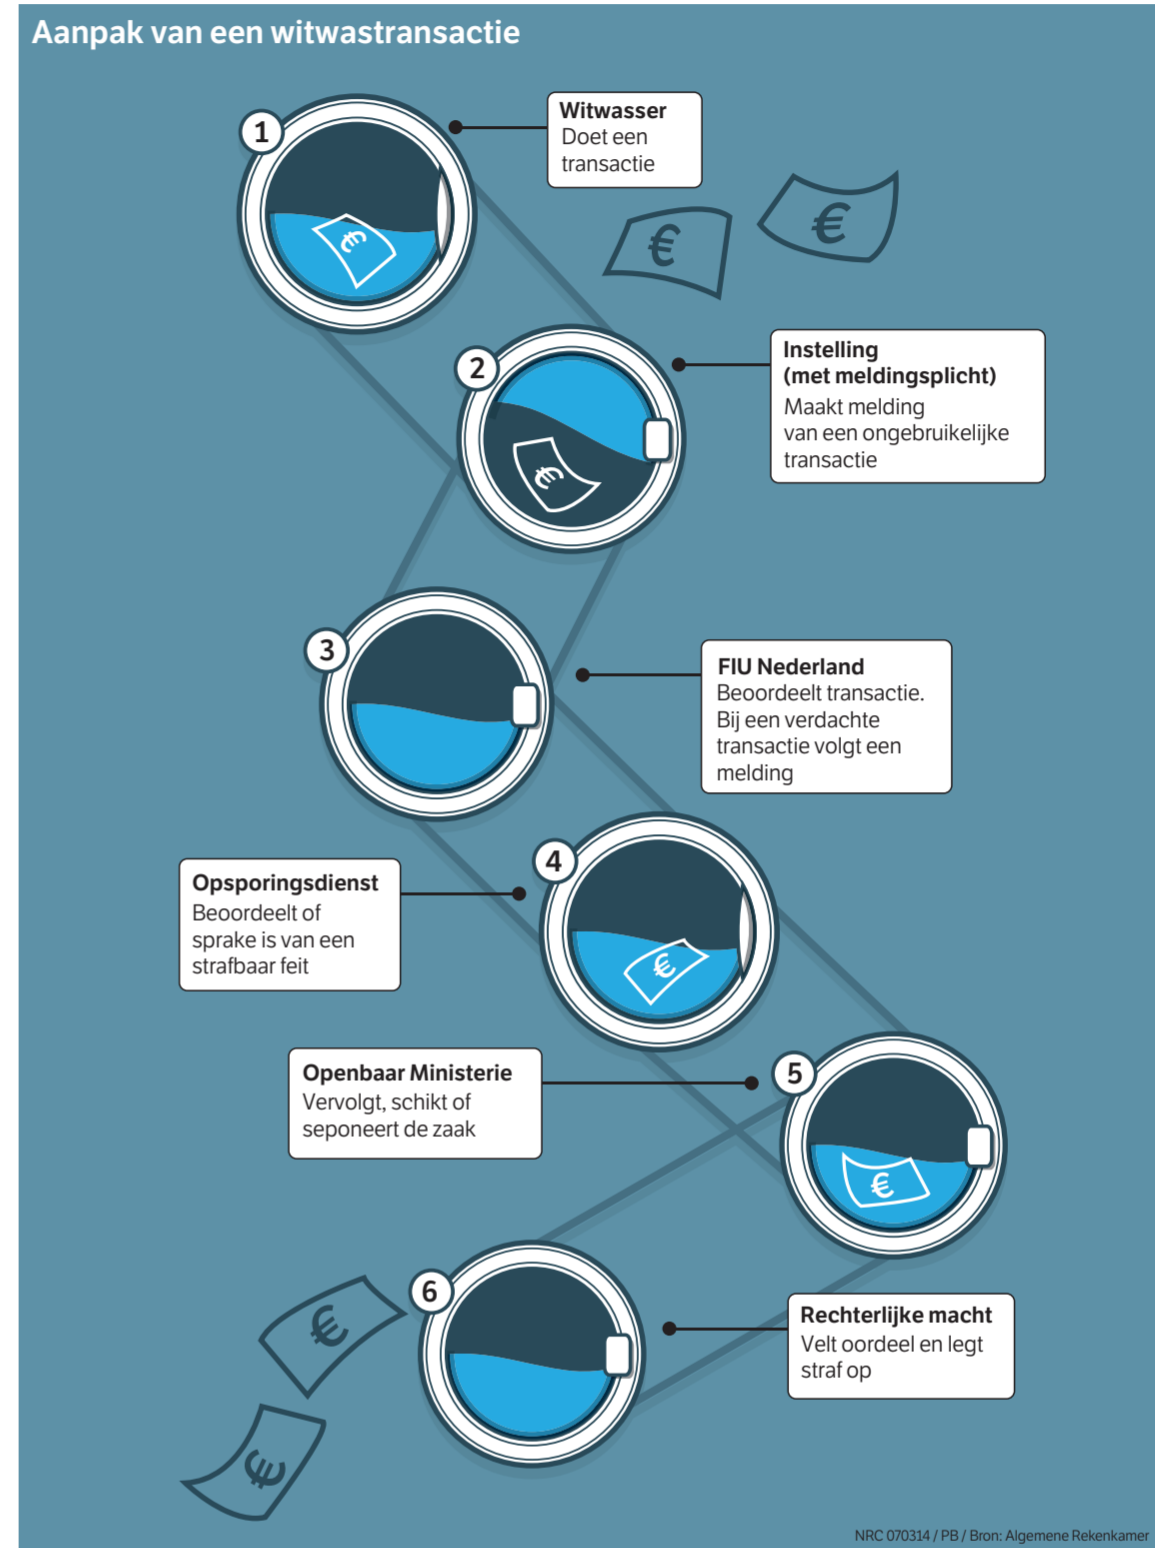 Aanpak van een witwastransactie
1
Witwasser
Doet een
transactie
€
€
€
2
Instelling
(met meldingsplicht)
Maakt melding
van een ongebruikelijke
transactie
€
3
FIU Nederland
Beoordeelt transactie.
Bij een verdachte
transactie volgt een
melding
4
Opsporingsdienst
Beoordeelt of
sprake is van een
strafbaar feit
€
5
Openbaar Ministerie
Vervolgt, schikt of
seponeert de zaak
€
6
Rechterlijke macht
Velt oordeel en legt
straf op
€
€
NRC 070314 / PB / Bron: Algemene Rekenkamer